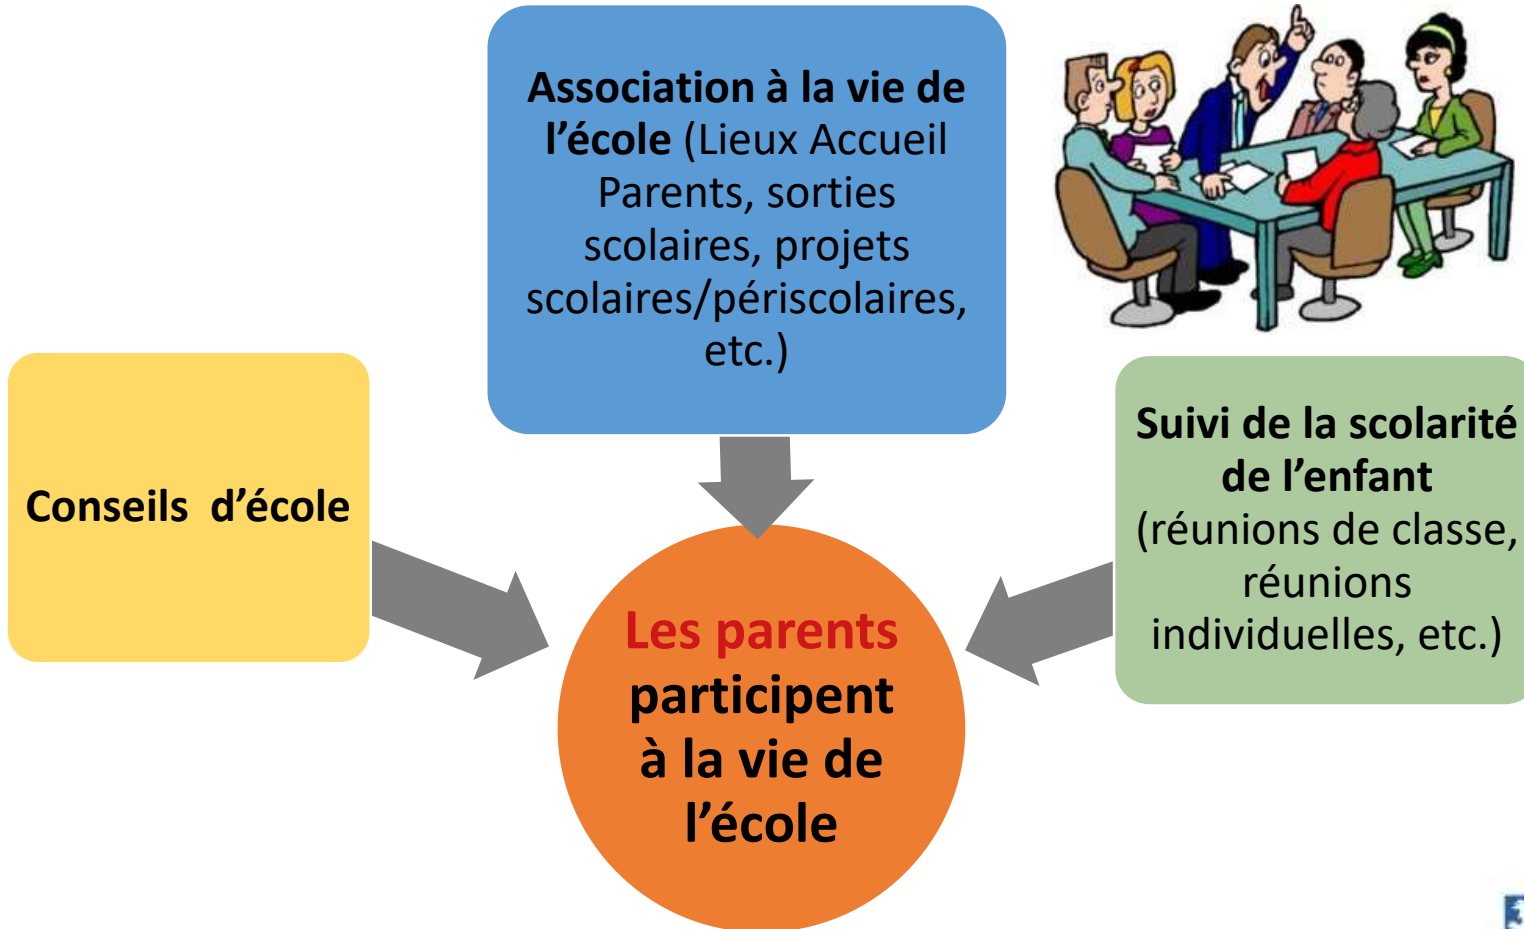 Association à la vie de
l’école (Lieux Accueil
Parents, sorties
scolaires, projets
scolaires/périscolaires,
etc.)
Conseils d’école
Suivi de la scolarité
de l’enfant
(réunions de classe,
réunions
individuelles, etc.)
Les parents
participent
à la vie de
l’école